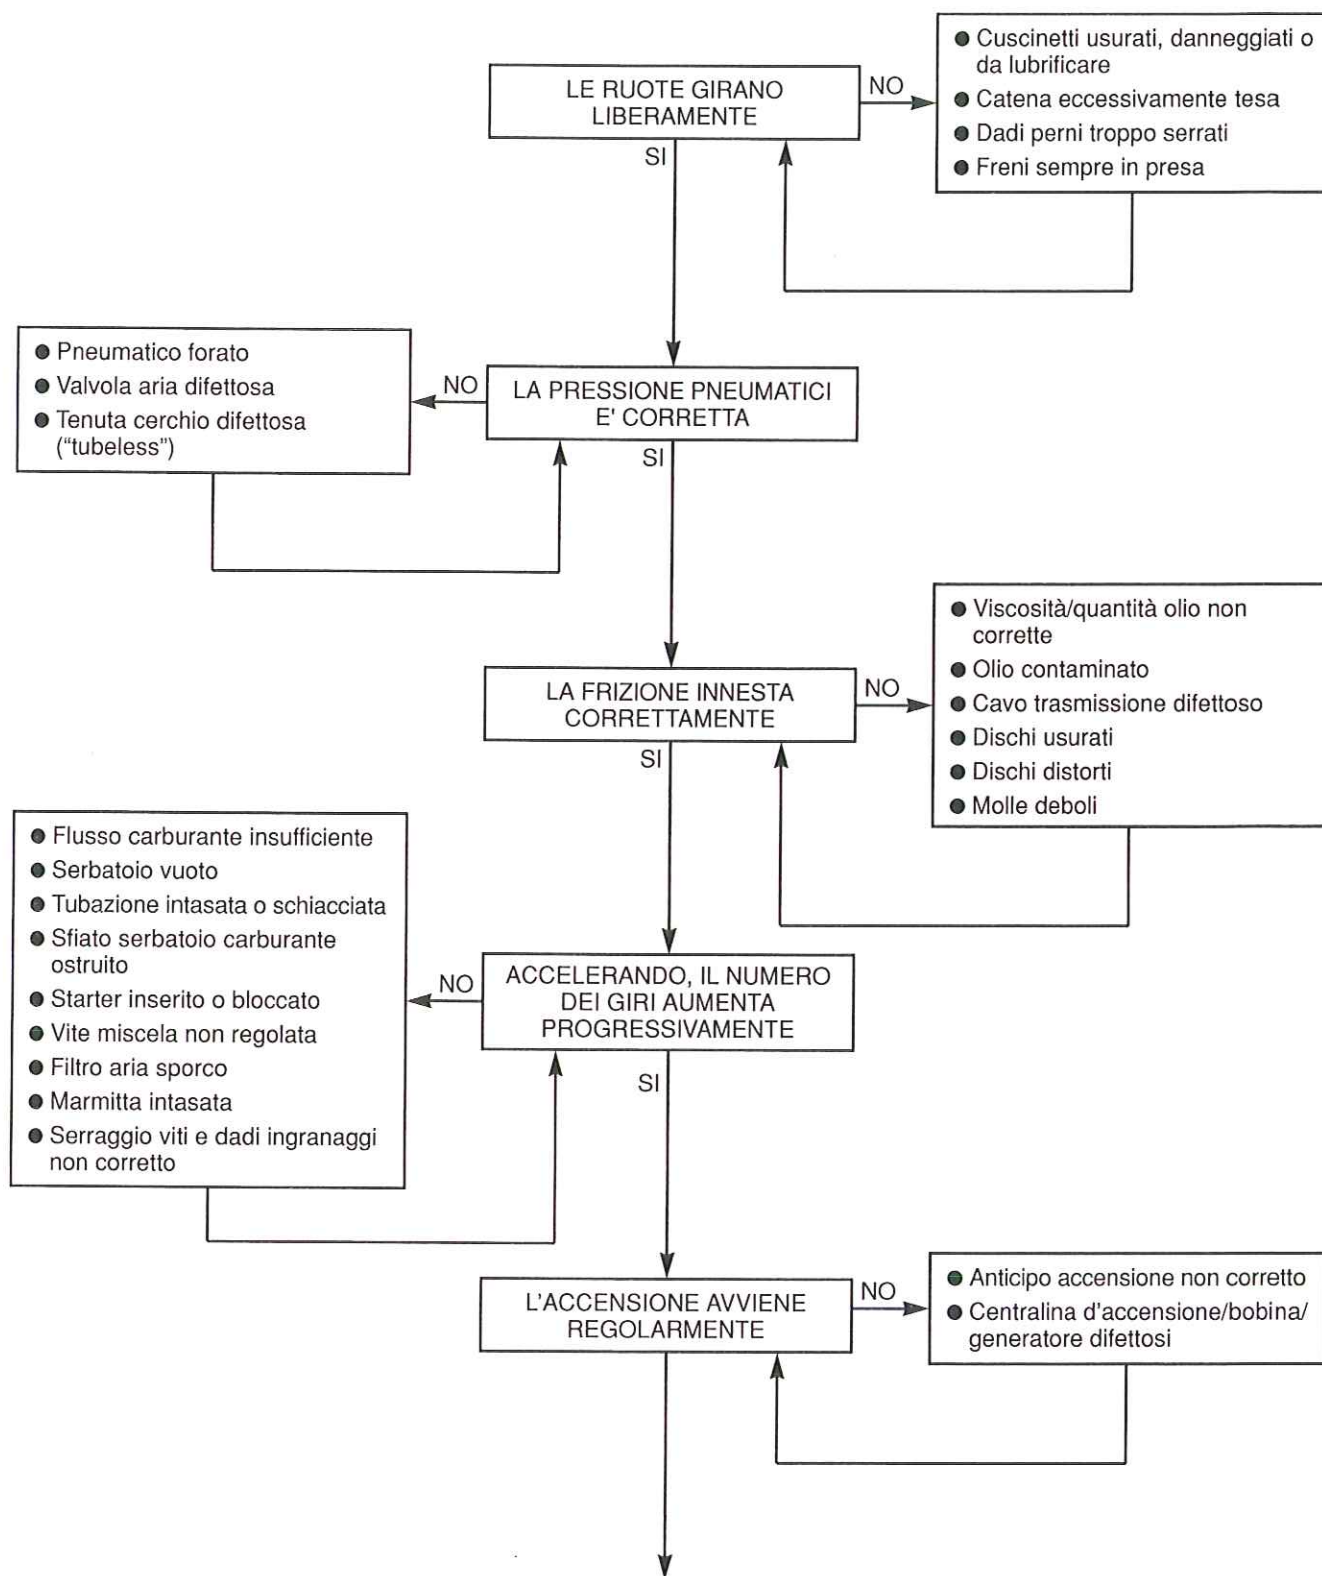 LE RUOTE GIRANO
LIBERAMENTE
NO
SI
● Cuscinetti usurati, danneggiati o
da lubrificare
● Catena eccessivamente tesa
● Dadi perni troppo serrati
● Freni sempre in presa
LA PRESSIONE PNEUMATICI
E' CORRETTA
NO
SI
● Pneumatico forato
● Valvola aria difettosa
● Tenuta cerchio difettosa
(“tubeless”)
LA FRIZIONE INNESTA
CORRETTAMENTE
NO
SI
● Viscosità/quantità olio non
corrette
● Olio contaminato
● Cavo trasmissione difettoso
● Dischi usurati
● Dischi distorti
● Molle deboli
ACCELERANDO, IL NUMERO
DEI GIRI AUMENTA
PROGRESSIVAMENTE
NO
SI
● Flusso carburante insufficiente
● Serbatoio vuoto
● Tubazione intasata o schiacciata
● Sfiato serbatoio carburante
ostruito
● Starter inserito o bloccato
● Vite miscela non regolata
● Filtro aria sporco
● Marmitta intasata
● Serraggio viti e dadi ingranaggi
non corretto
L'ACCENSIONE AVVIENE
REGOLARMENTE
NO
● Anticipo accensione non corretto
● Centralina d'accensione/bobina/
generatore difettosi